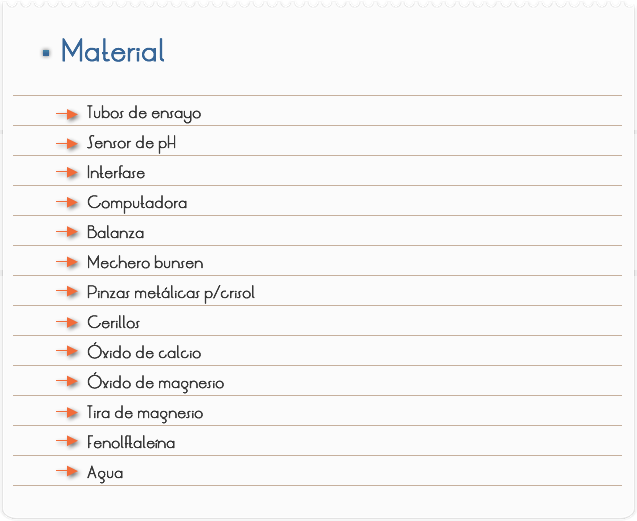 Material
Tubos de ensayo
Sensor de pH
Interfase
Computadora
Balanza
Mechero bunsen
Pinzas metálicas p/crisol
Cerillos
Óxido de calcio
Óxido de magnesio
Tira de magnesio
Fenolftaleína
Agua